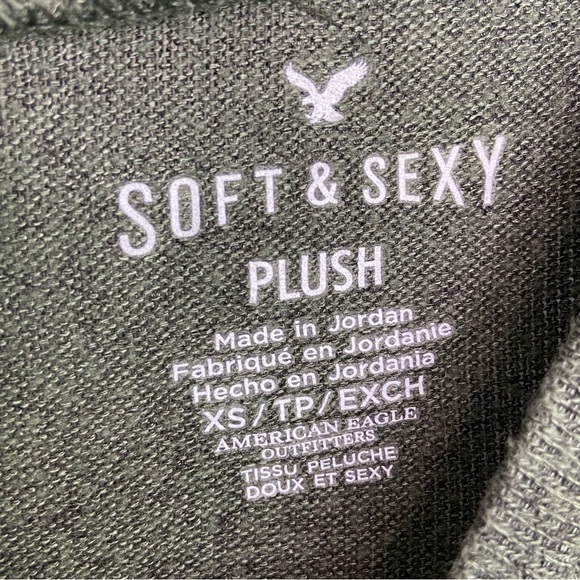 SOFT & SEXY
PLUSH
Made in Jordan
Fabriqué en Jordanie
Hecho en Jordania
XS/TP/EXCH
AMERICAN EAGLE
OUTFITTERS
TISSU PELUCHE
DOUX ET SEXY